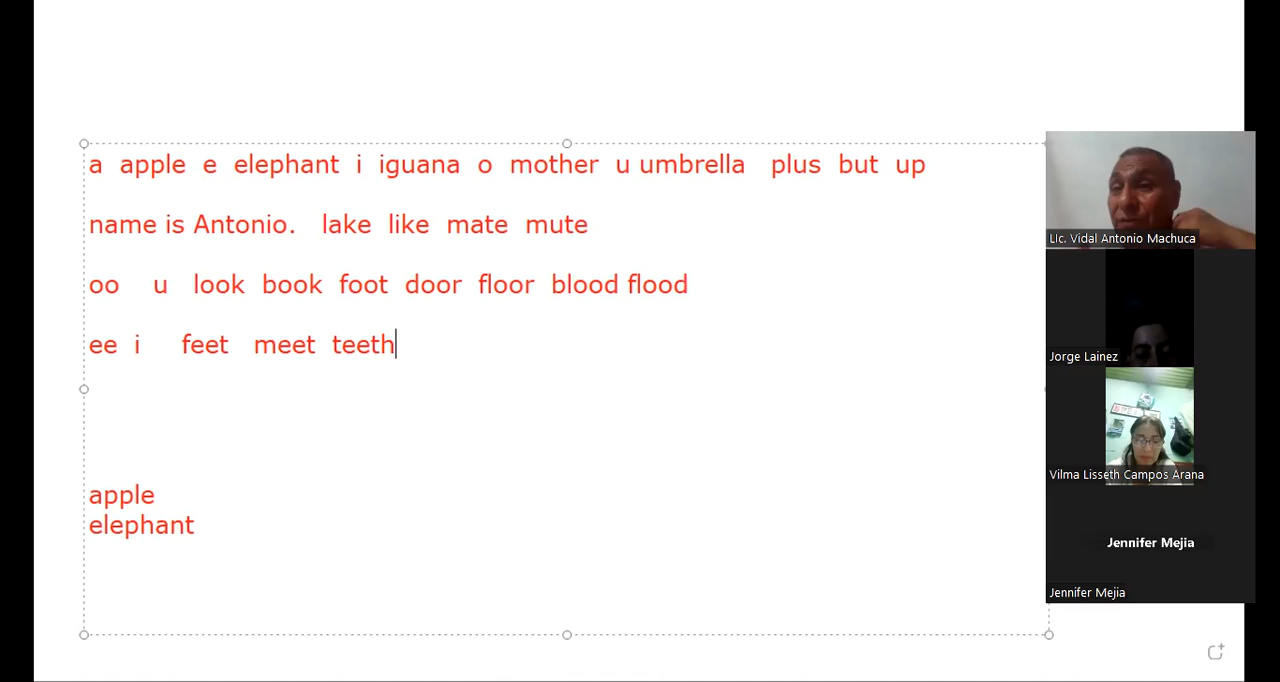 a apple e elephant i iguana o mother u umbrella plus but up
name is Antonio. lake like mate mute
oo u look book foot door floor blood flood
ee i feet meet teeth
apple
elephant
LIc. Vidal Antonio Machuca
Jorge Lainez
Vilma Lisseth Campos Arana
Jennifer Mejia
Jennifer Mejia